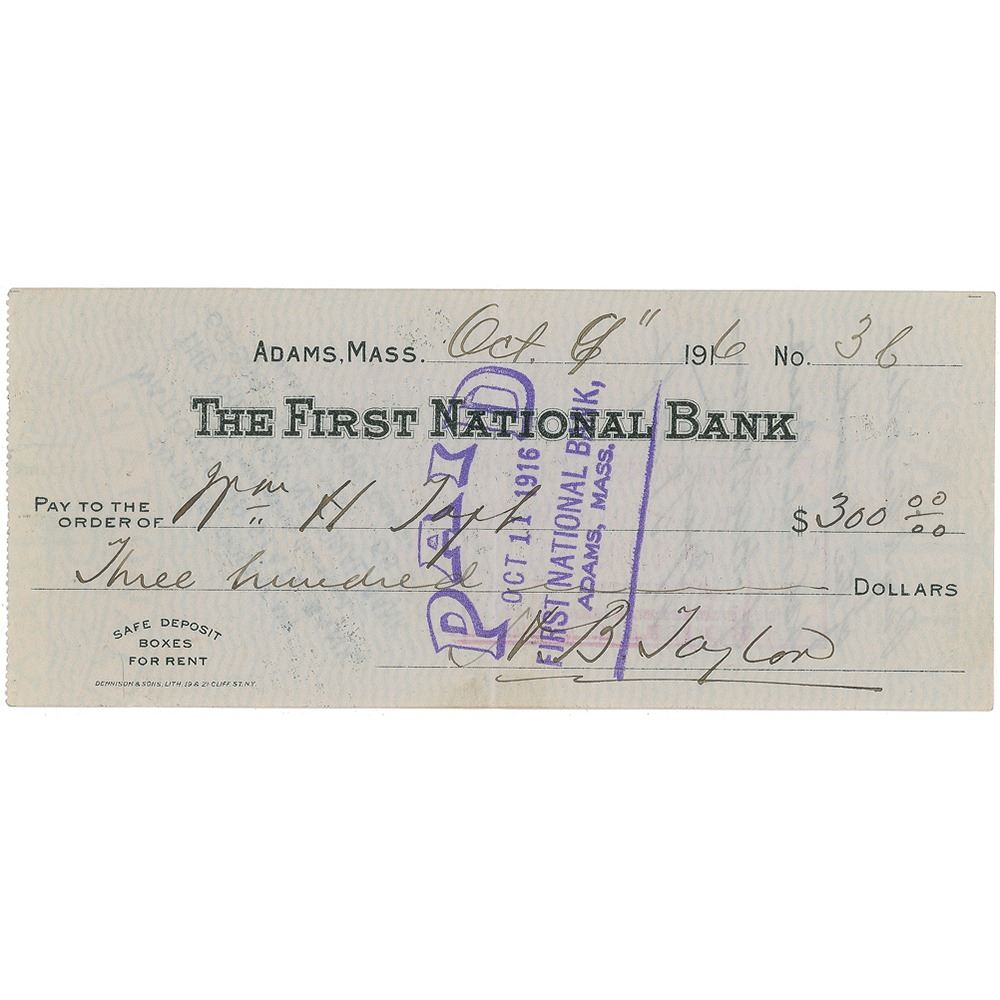 ADAMS, MASS. Oct. 9" 1916 No. 36
THE FIRST NATIONAL BANK
PAY TO THE ORDER OF Wm H Taft $300 00/00
Three hundred DOLLARS
SAFE DEPOSIT
BOXES
FOR RENT
W B Taylor
DENNISON & SONS, LITH. 19 & 21 CLIFF ST. N.Y.
PAID
OCT 11 1916
FIRST NATIONAL BANK,
ADAMS, MASS.